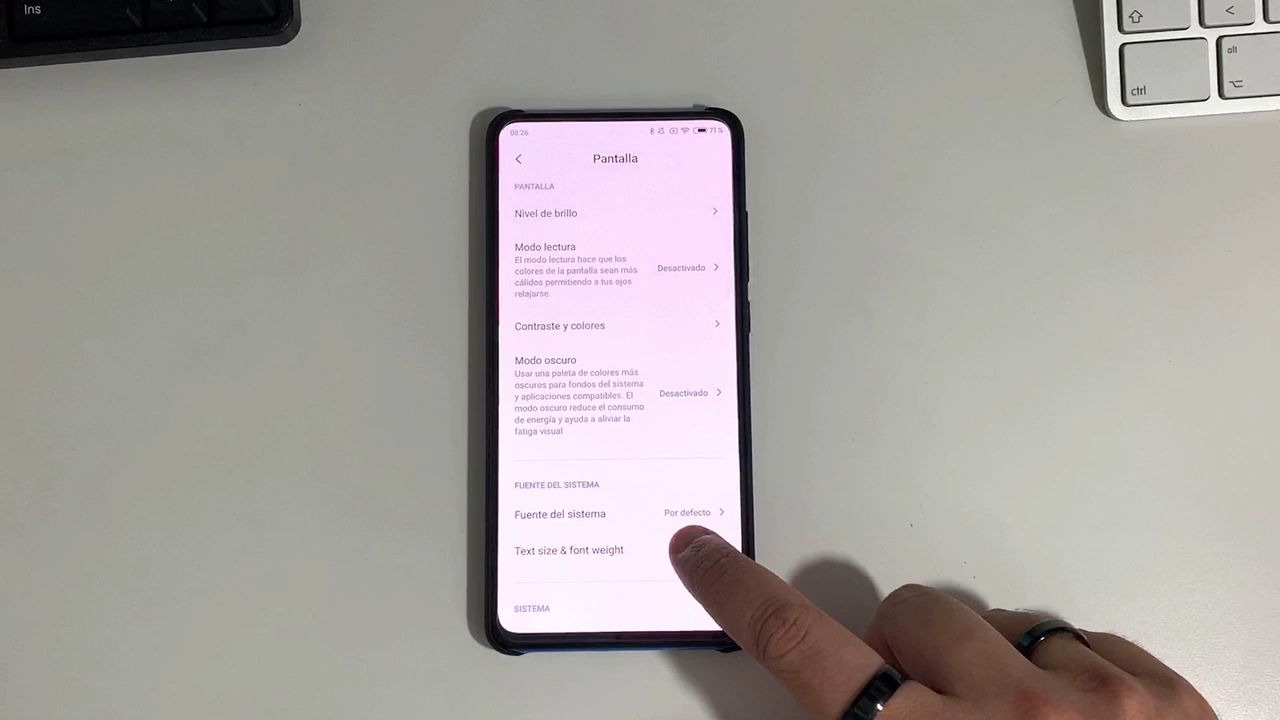 Ins
ctrl
<
alt
08:26
71%
Pantalla
PANTALLA
Nivel de brillo
Modo lectura
El modo lectura hace que los
colores de la pantalla sean más
cálidos permitiendo a tus ojos
relajarse.
Desactivado
Contraste y colores
Modo oscuro
Usar una paleta de colores más
oscuros para fondos del sistema
y aplicaciones compatibles. El
modo oscuro reduce el consumo
de energía y ayuda a aliviar la
fatiga visual
Desactivado
FUENTE DEL SISTEMA
Fuente del sistema
Por defecto
Text size & font weight
SISTEMA